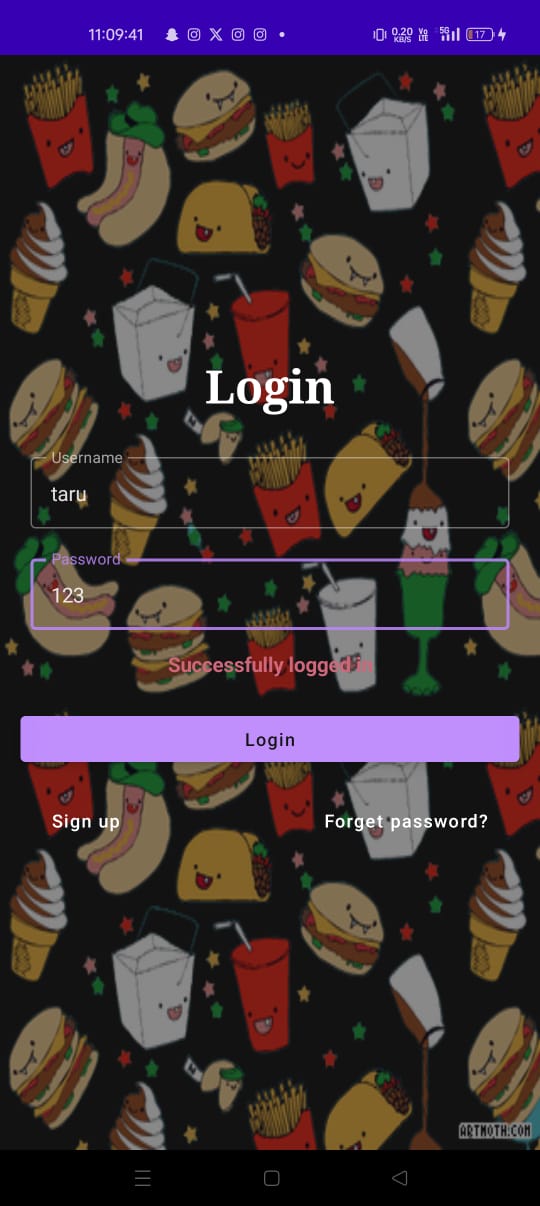 11:09:41 0.20 KB/S Vo LTE 5G 17
Login
Username
taru
Password
123
Successfully logged in
Login
Sign up
Forget password?
ARTMOTH.COM